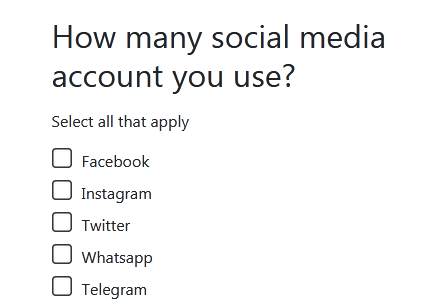 How many social media
account you use?
Select all that apply
Facebook
Instagram
Twitter
Whatsapp
Telegram